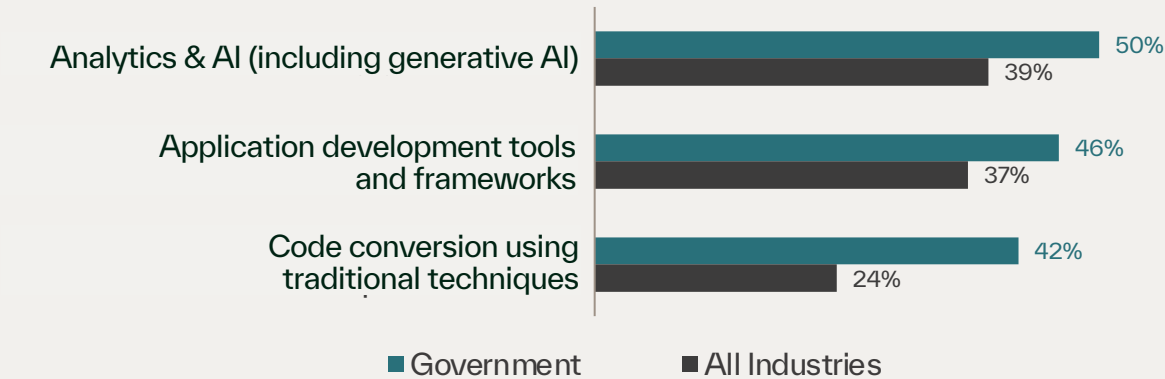 Analytics & AI (including generative AI)
50%
39%
Application development tools
and frameworks
46%
37%
Code conversion using
traditional techniques
42%
24%
Government
All Industries